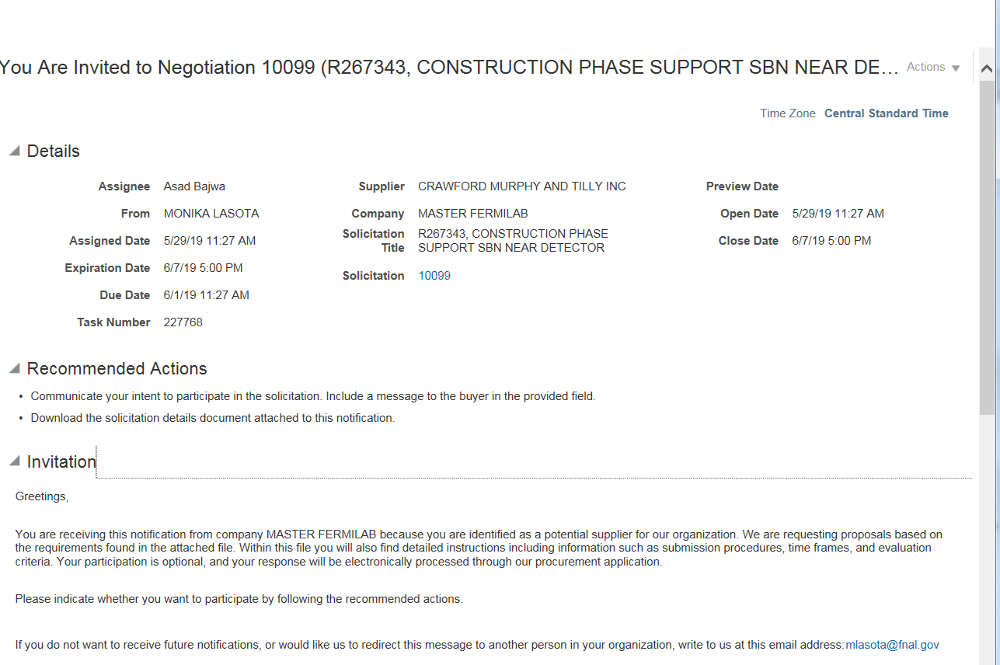 You Are Invited to Negotiation 10099 (R267343, CONSTRUCTION PHASE SUPPORT SBN NEAR DE... Actions
Time Zone Central Standard Time
Details
Assignee Asad Bajwa
From MONIKA LASOTA
Assigned Date 5/29/19 11:27 AM
Expiration Date 6/7/19 5:00 PM
Due Date 6/1/19 11:27 AM
Task Number 227768
Supplier CRAWFORD MURPHY AND TILLY INC
Company MASTER FERMILAB
Solicitation R267343, CONSTRUCTION PHASE
Title SUPPORT SBN NEAR DETECTOR
Solicitation 10099
Preview Date
Open Date 5/29/19 11:27 AM
Close Date 6/7/19 5:00 PM
Recommended Actions
• Communicate your intent to participate in the solicitation. Include a message to the buyer in the provided field.
• Download the solicitation details document attached to this notification.
Invitation
Greetings,
You are receiving this notification from company MASTER FERMILAB because you are identified as a potential supplier for our organization. We are requesting proposals based on
the requirements found in the attached file. Within this file you will also find detailed instructions including information such as submission procedures, time frames, and evaluation
criteria. Your participation is optional, and your response will be electronically processed through our procurement application.
Please indicate whether you want to participate by following the recommended actions.
If you do not want to receive future notifications, or would like us to redirect this message to another person in your organization, write to us at this email address: mlasota@fnal.gov